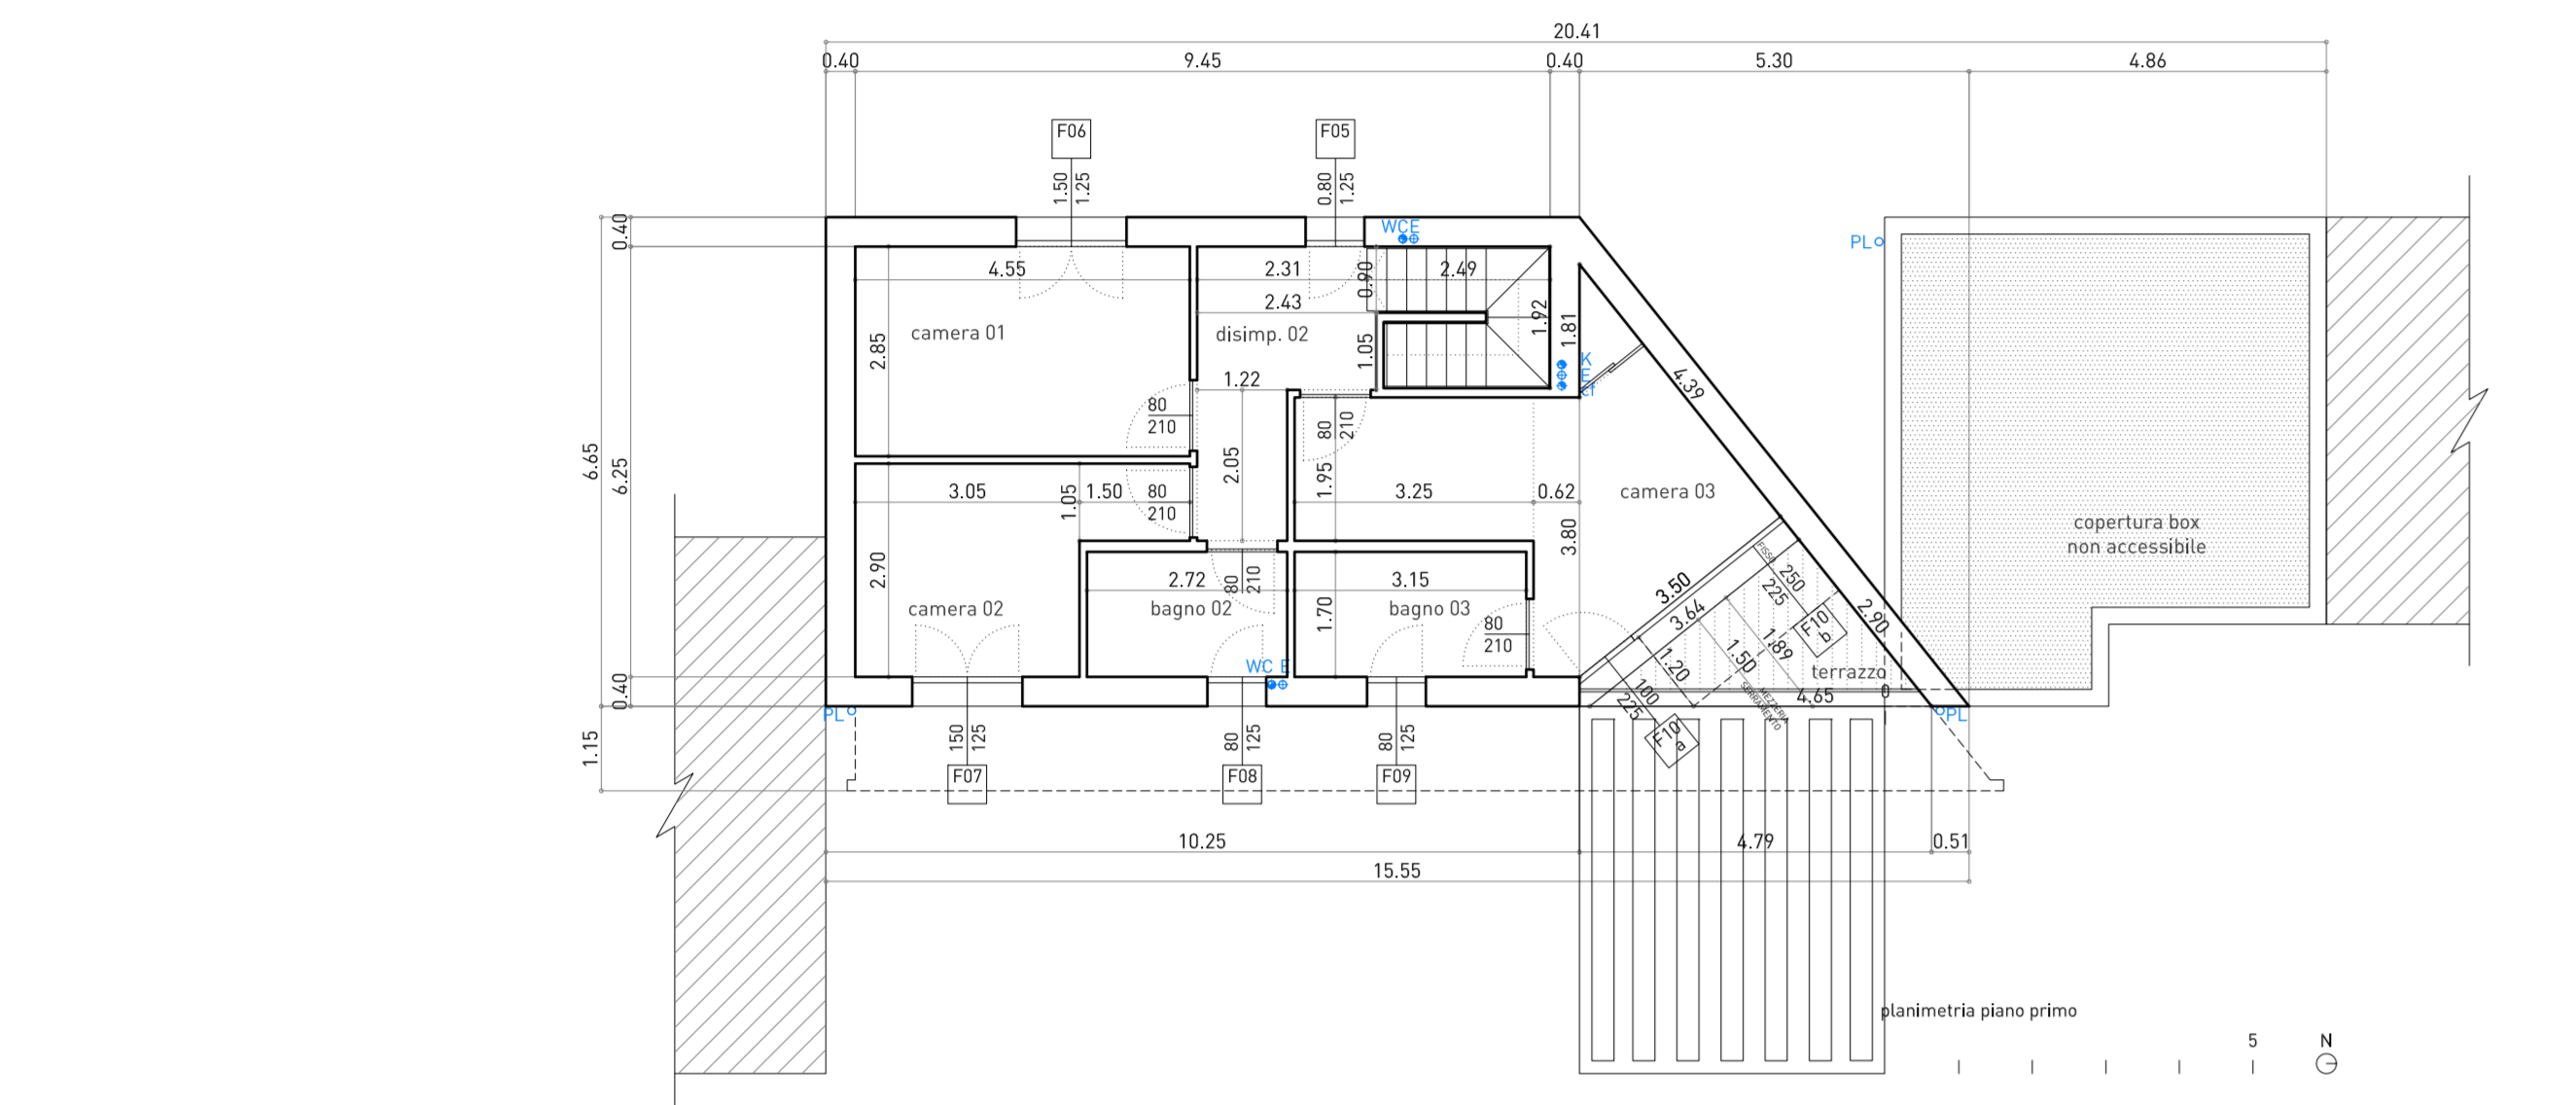 20.41
0.40 9.45 0.40 5.30 4.86
F06 F05
1.50
1.25
0.80
1.25
0.40
WCE
PL
4.55 2.31 0.90 2.49
2.43
camera 01 disimp. 02
1.92
1.81
2.85
1.05
K
E
cf
1.22
4.39
80
210
80
210
6.65
6.25
2.05
1.95
3.05 1.05 1.50
80
210
3.25 0.62 camera 03
3.80
copertura box
non accessibile
FISSO
2.90
2.72
80
210
3.15
3.50
250
225
camera 02 bagno 02 bagno 03
1.70
3.64
2.90
F10
b
80
210
1.89
1.50
1.20
terrazzo
WC E
0.40
100
225
4.65
MEZZERIA
SERRAMENTO
PL
PL
1.15
150
125
80
125
80
125
F10
a
F07 F08 F09
10.25 4.79 0.51
15.55
planimetria piano primo
5 N